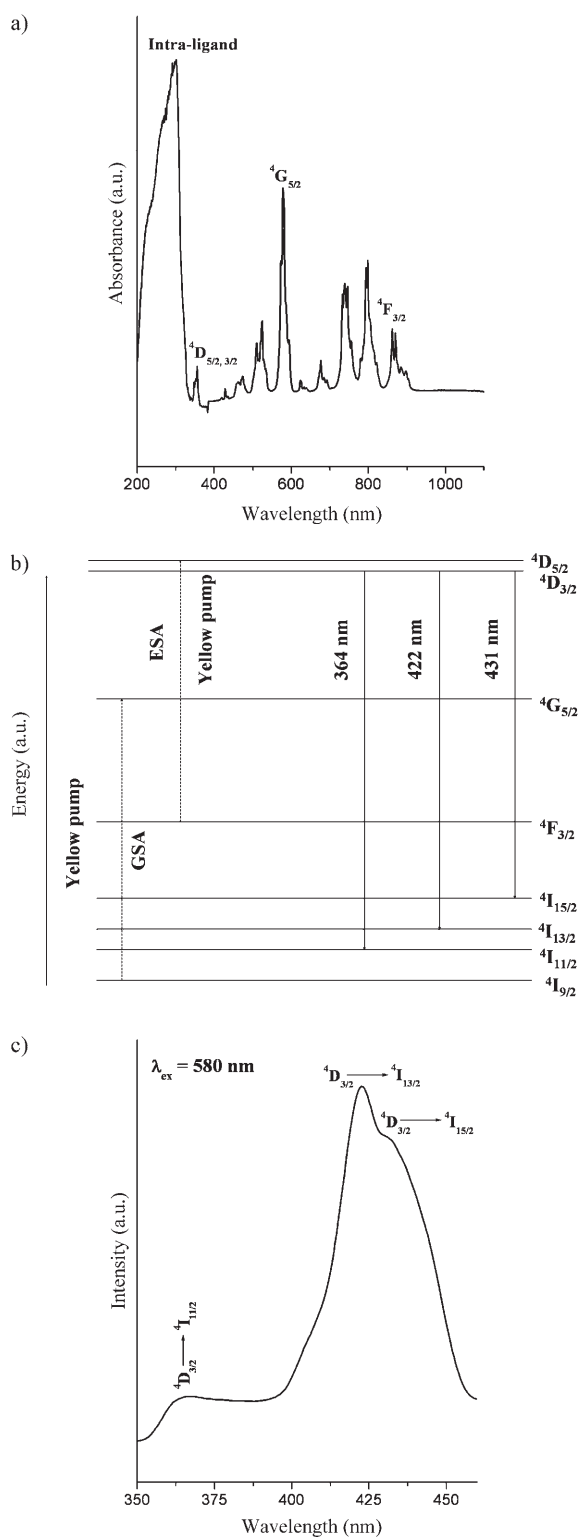 a)
Intra-ligand
⁴G₅/₂
⁴F₃/₂
⁴D₅/₂, ₃/₂
Absorbance (a.u.)
200 400 600 800 1000
Wavelength (nm)
b)
⁴D₅/₂
⁴D₃/₂
ESA
Yellow pump
364 nm
422 nm
431 nm
⁴G₅/₂
Energy (a.u.)
Yellow pump
GSA
⁴F₃/₂
⁴I₁₅/₂
⁴I₁₃/₂
⁴I₁₁/₂
⁴I₉/₂
c)
λₑₓ = 580 nm
⁴D₃/₂ → ⁴I₁₃/₂
⁴D₃/₂ → ⁴I₁₅/₂
⁴D₃/₂ → ⁴I₁₁/₂
Intensity (a.u.)
350 375 400 425 450
Wavelength (nm)